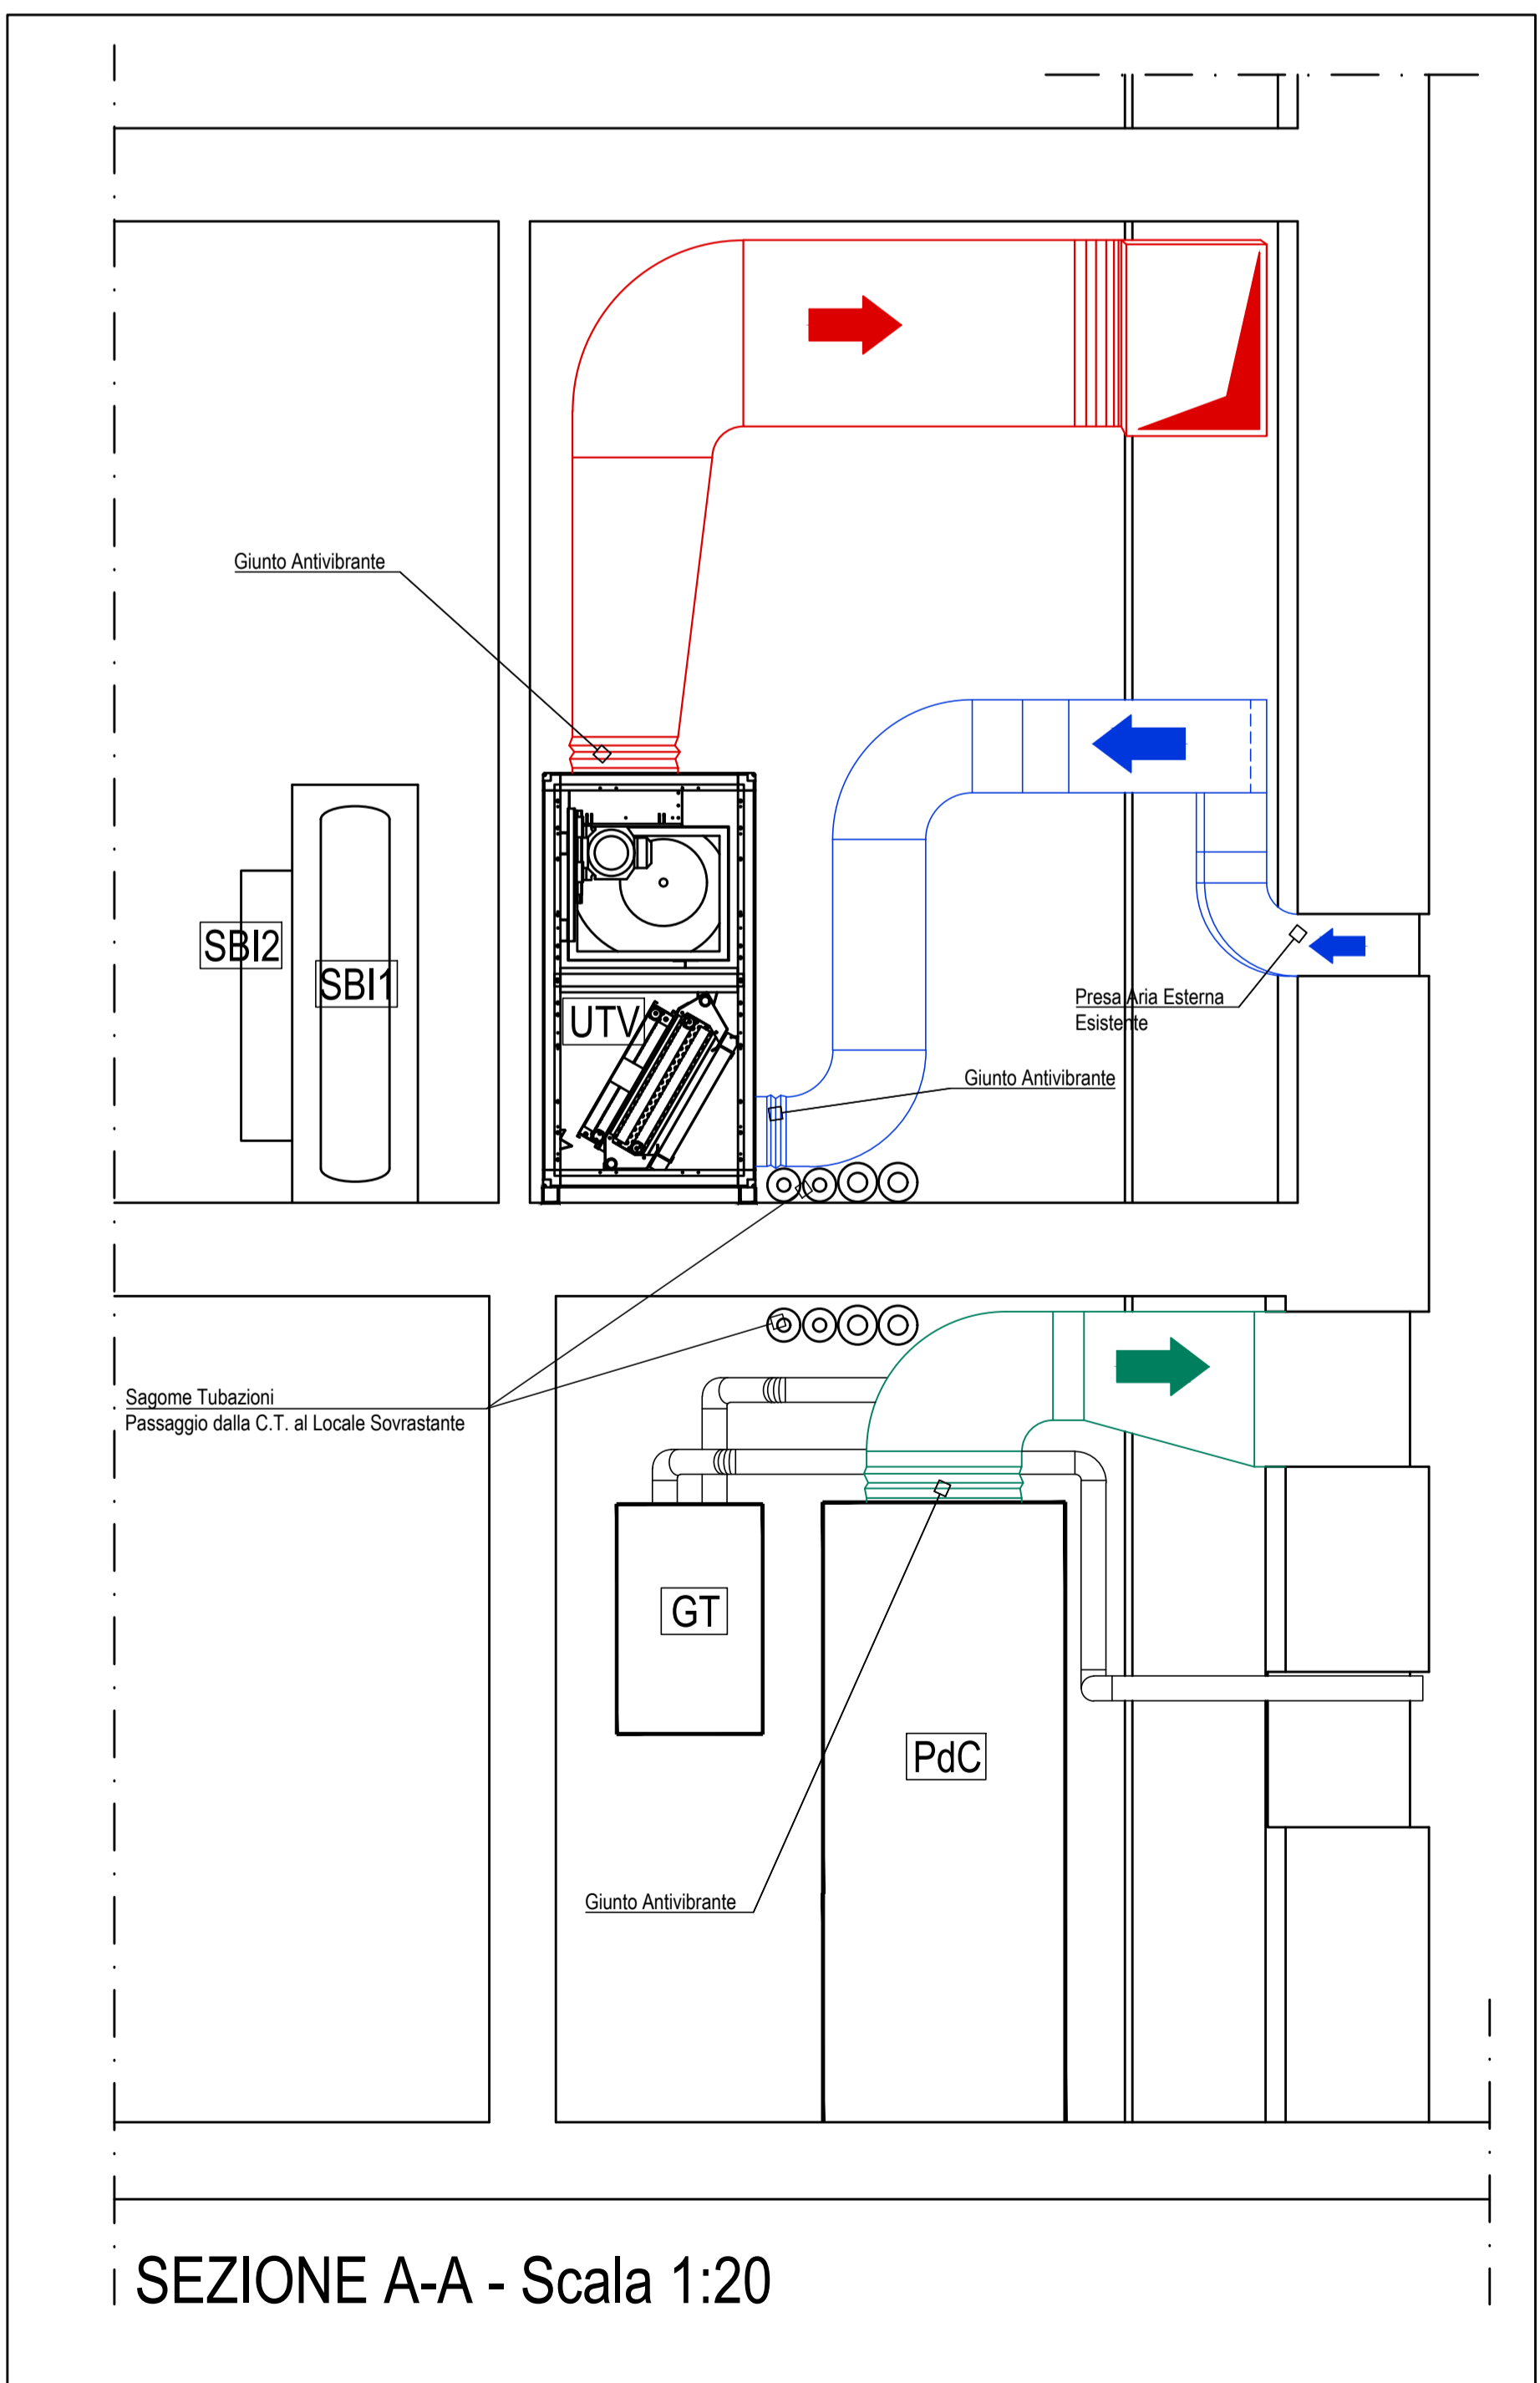 Giunto Antivibrante
SBI2
SBI1
UTV
Presa Aria Esterna
Esistente
Giunto Antivibrante
Sagome Tubazioni
Passaggio dalla C.T. al Locale Sovrastante
GT
PdC
Giunto Antivibrante
SEZIONE A-A - Scala 1:20